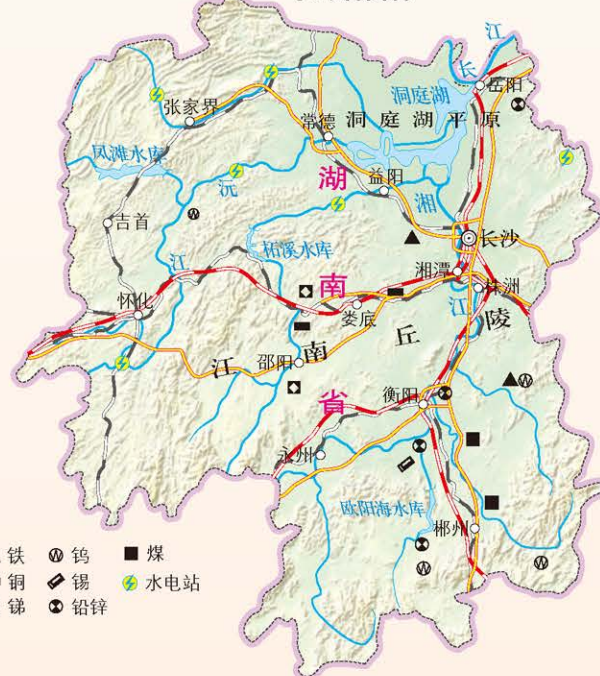 长
江
岳阳
洞庭湖
张家界
常德
洞庭湖平原
凤滩水库
沅
江
益阳
湘
江
吉首
柘溪水库
长沙
湘潭
株洲
怀化
娄底
邵阳
江南丘陵
湖南省
衡阳
永州
欧阳海水库
郴州
铁
钨
煤
铜
锡
水电站
锑
铅锌